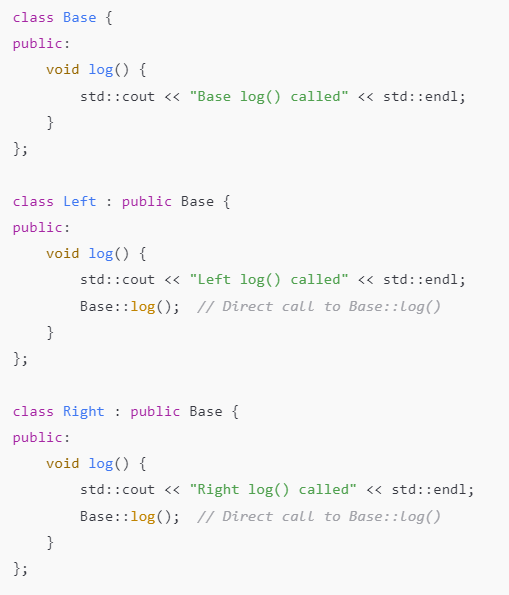 class Base {
public:
    void log() {
        std::cout << "Base log() called" << std::endl;
    }
};

class Left : public Base {
public:
    void log() {
        std::cout << "Left log() called" << std::endl;
        Base::log();  // Direct call to Base::log()
    }
};

class Right : public Base {
public:
    void log() {
        std::cout << "Right log() called" << std::endl;
        Base::log();  // Direct call to Base::log()
    }
};